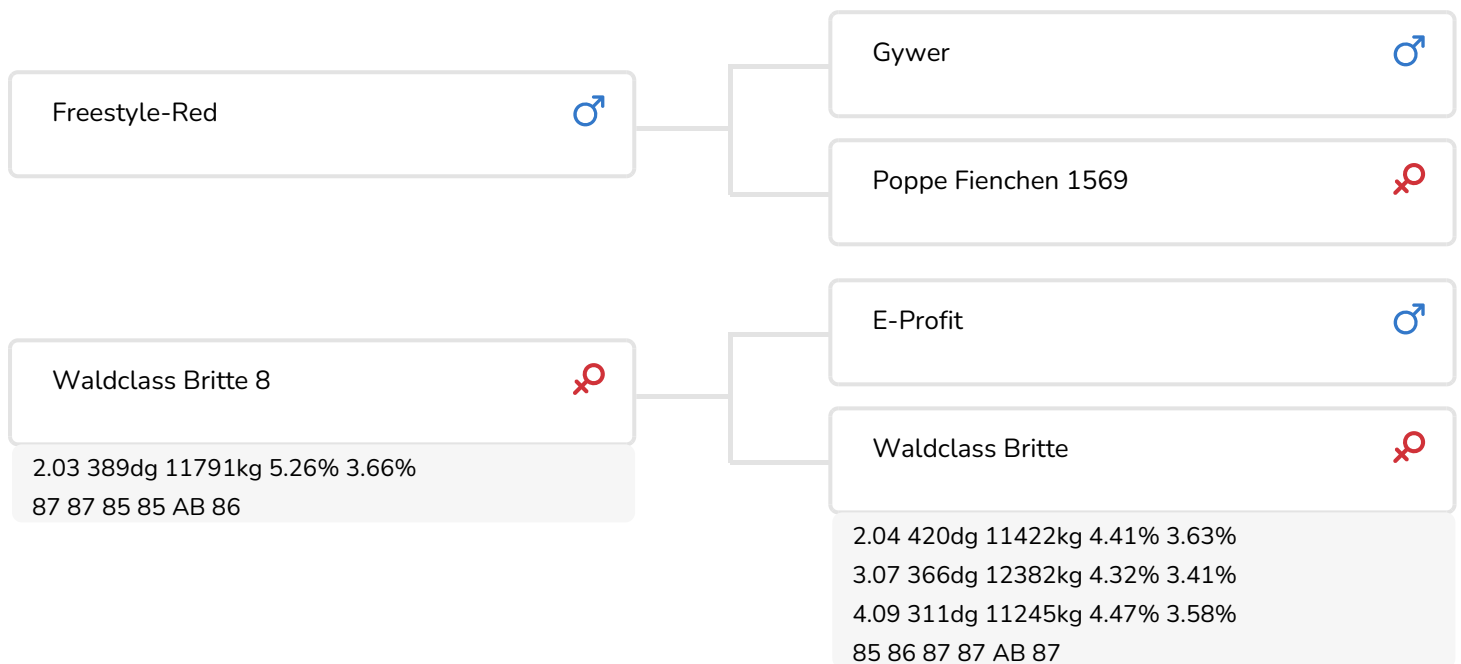 Gywer
Freestyle-Red
Poppe Fienchen 1569
E-Profit
Waldclass Britte 8
2.03 389dg 11791kg 5.26% 3.66%
87 87 85 85 AB 86
Waldclass Britte
2.04 420dg 11422kg 4.41% 3.63%
3.07 366dg 12382kg 4.32% 3.41%
4.09 311dg 11245kg 4.47% 3.58%
85 86 87 87 AB 87